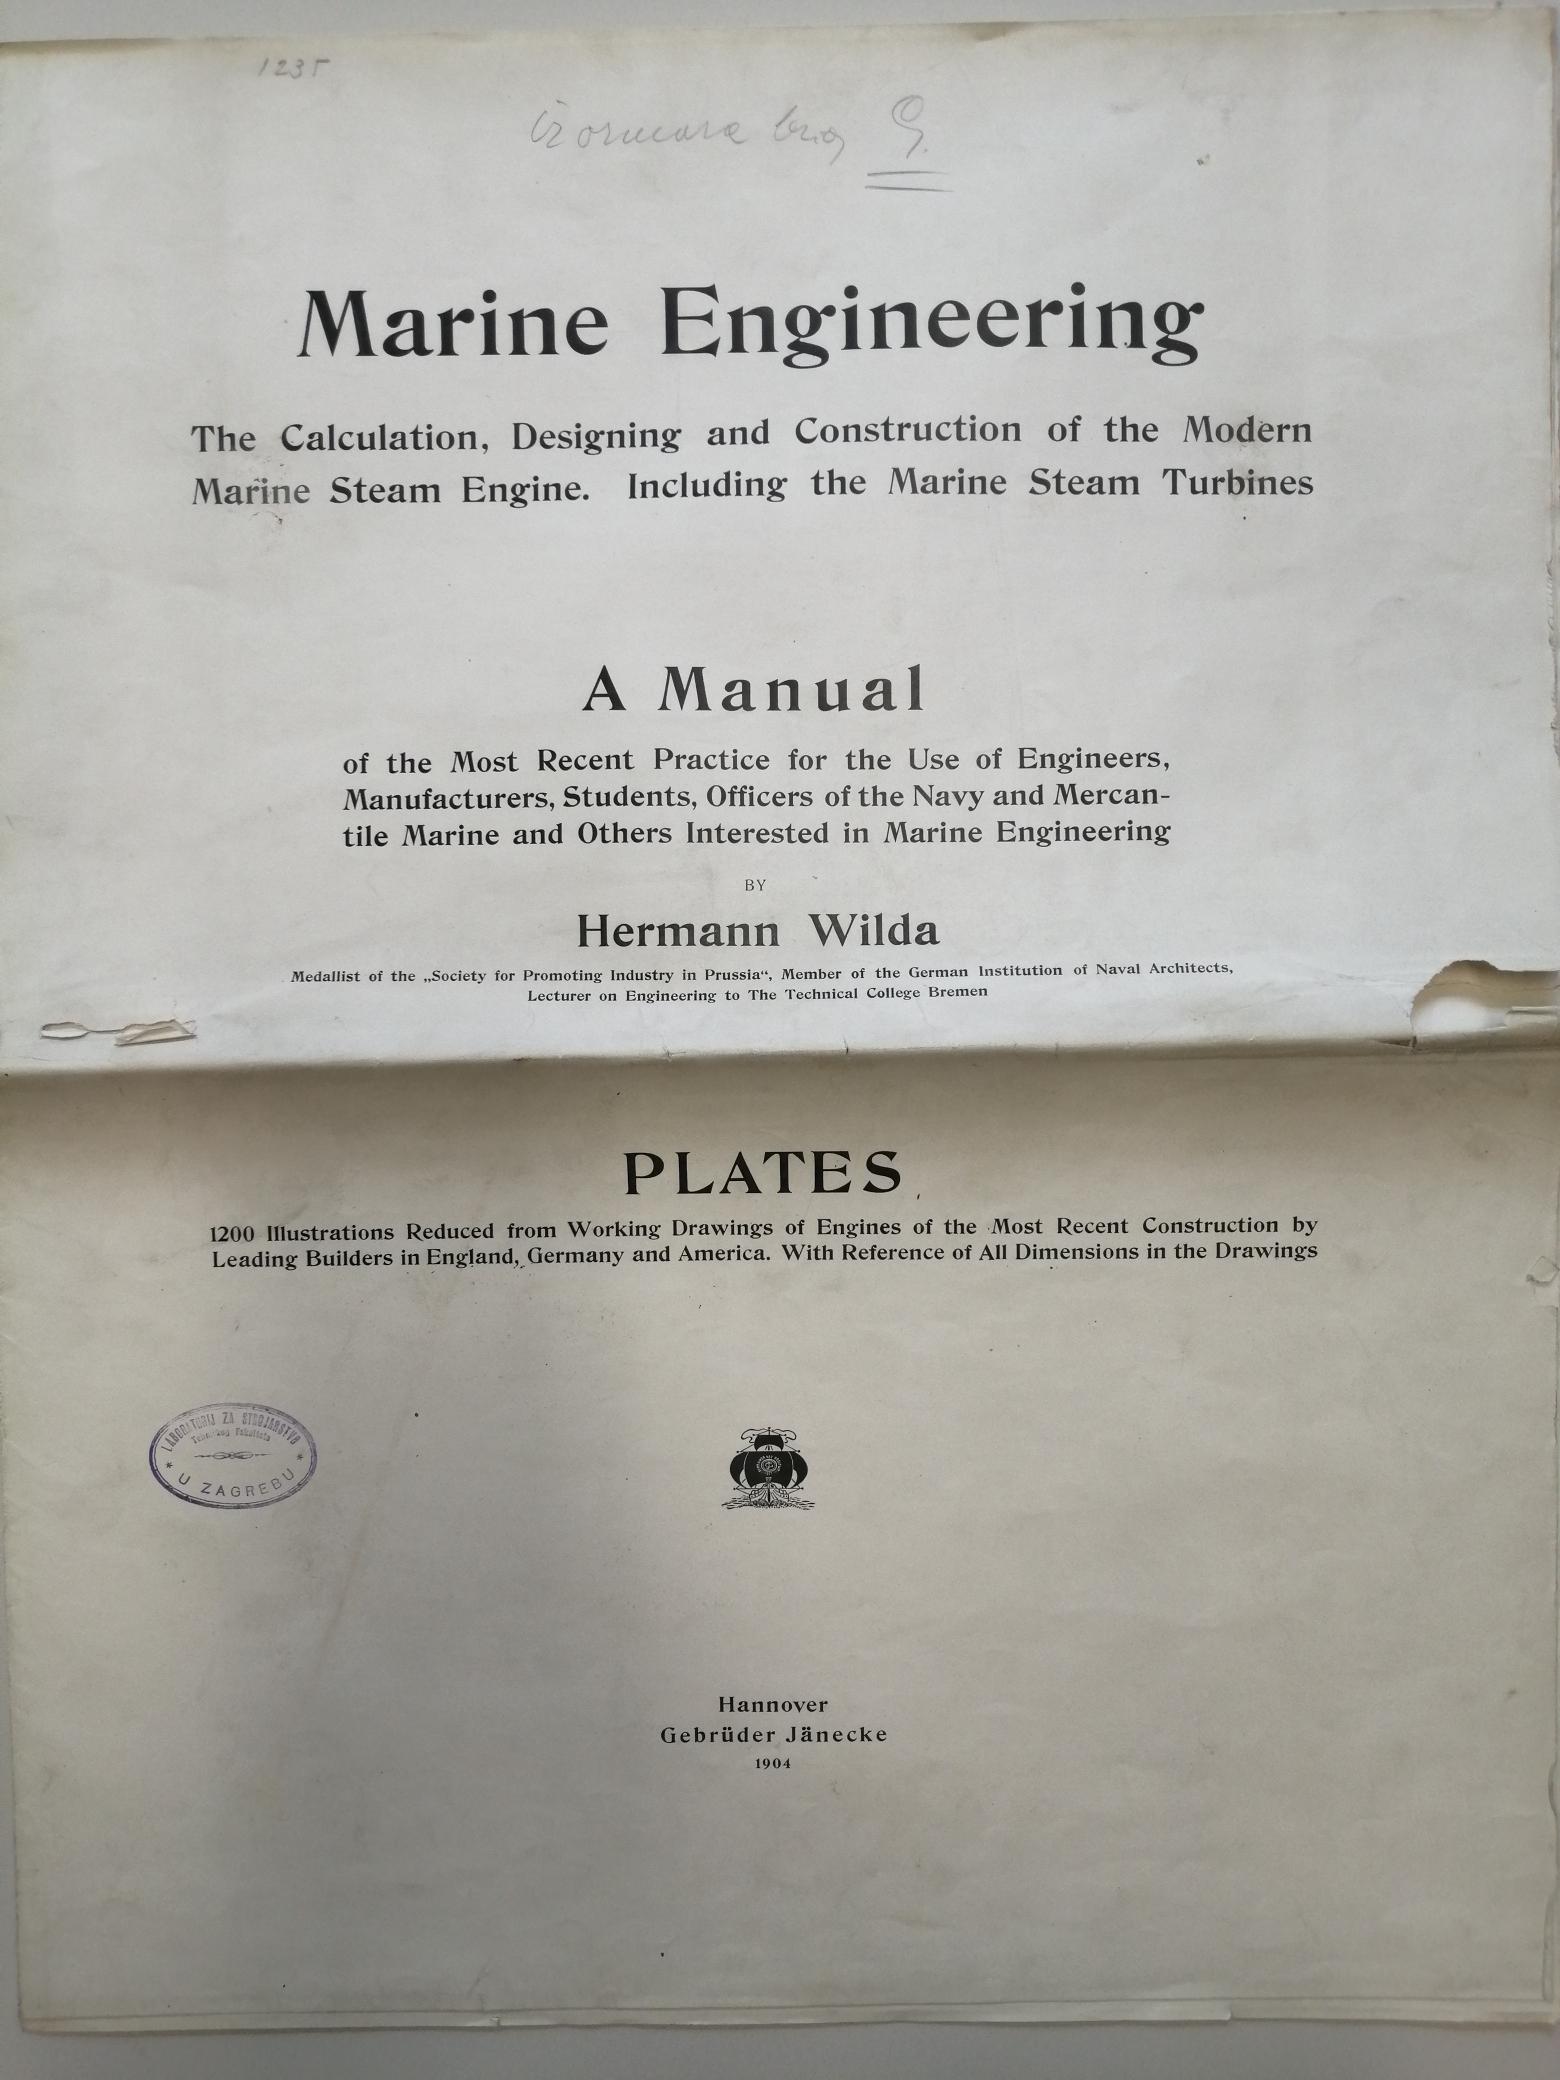 1235
Marine Engineering
The Calculation, Designing and Construction of the Modern
Marine Steam Engine. Including the Marine Steam Turbines
A Manual
of the Most Recent Practice for the Use of Engineers,
Manufacturers, Students, Officers of the Navy and Mercan-
tile Marine and Others Interested in Marine Engineering
BY
Hermann Wilda
Medallist of the „Society for Promoting Industry in Prussia“, Member of the German Institution of Naval Architects,
Lecturer on Engineering to The Technical College Bremen
PLATES
1200 Illustrations Reduced from Working Drawings of Engines of the Most Recent Construction by
Leading Builders in England, Germany and America. With Reference of All Dimensions in the Drawings
LABORATORIJ ZA STROJARSTVO
U ZAGREBU
Hannover
Gebrüder Jänecke
1904